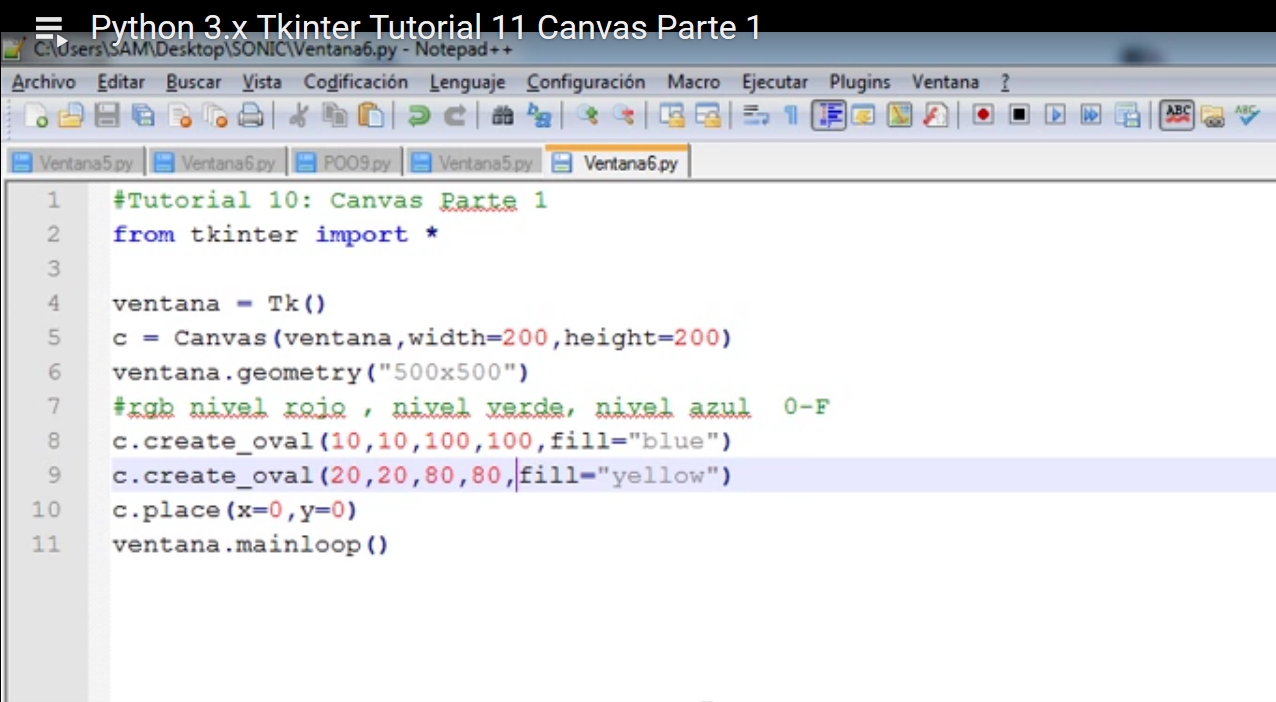 Python 3.x Tkinter Tutorial 11 Canvas Parte 1
C:\Users\SAM\Desktop\SONIC\Ventana6.py - Notepad++
Archivo Editar Buscar Vista Codificación Lenguaje Configuración Macro Ejecutar Plugins Ventana ?
ABC ABC
Ventana5.py Ventana6.py POO9.py Ventana5.py Ventana6.py
1 #Tutorial 10: Canvas Parte 1
2 from tkinter import *
3
4 ventana = Tk()
5 c = Canvas(ventana,width=200,height=200)
6 ventana.geometry("500x500")
7 #rgb nivel rojo , nivel verde, nivel azul  0-F
8 c.create_oval(10,10,100,100,fill="blue")
9 c.create_oval(20,20,80,80,fill="yellow")
10 c.place(x=0,y=0)
11 ventana.mainloop()